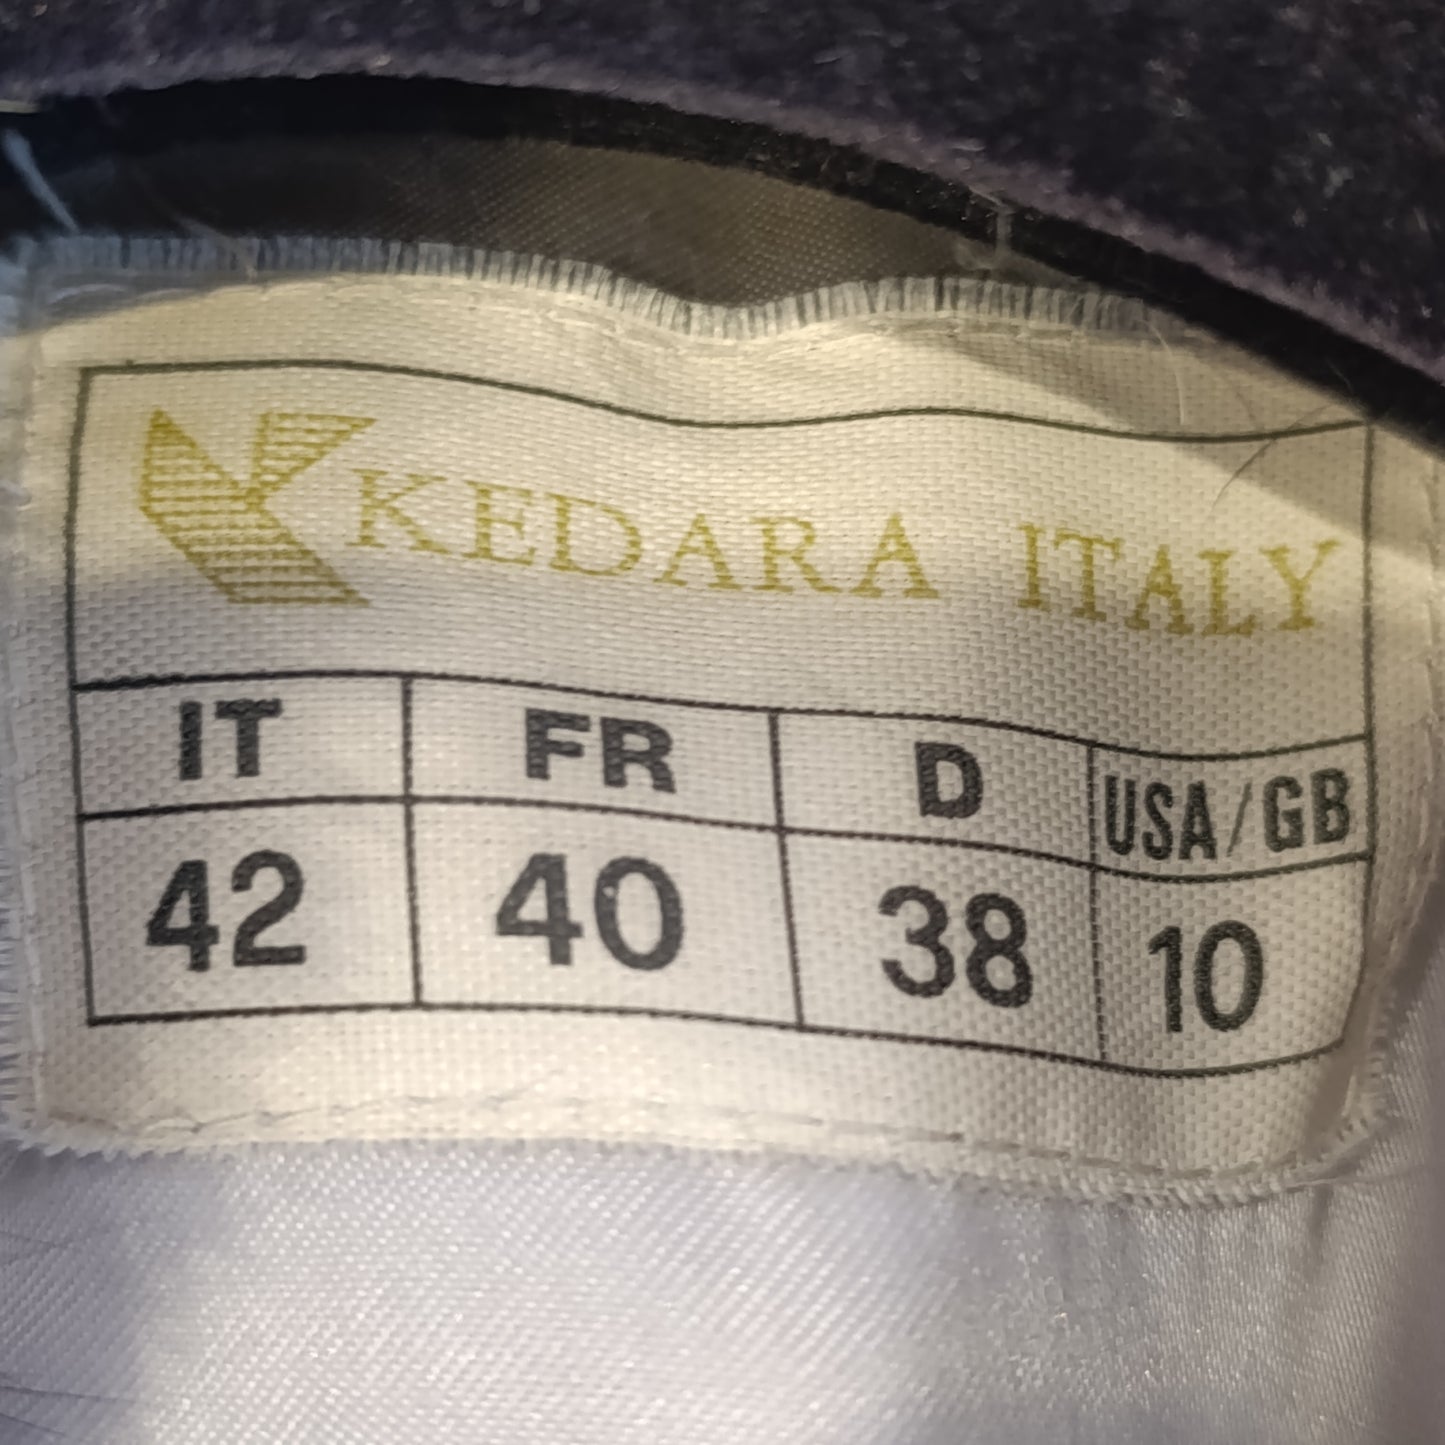 KEDARA ITALY
IT FR D USA/GB
42 40 38 10